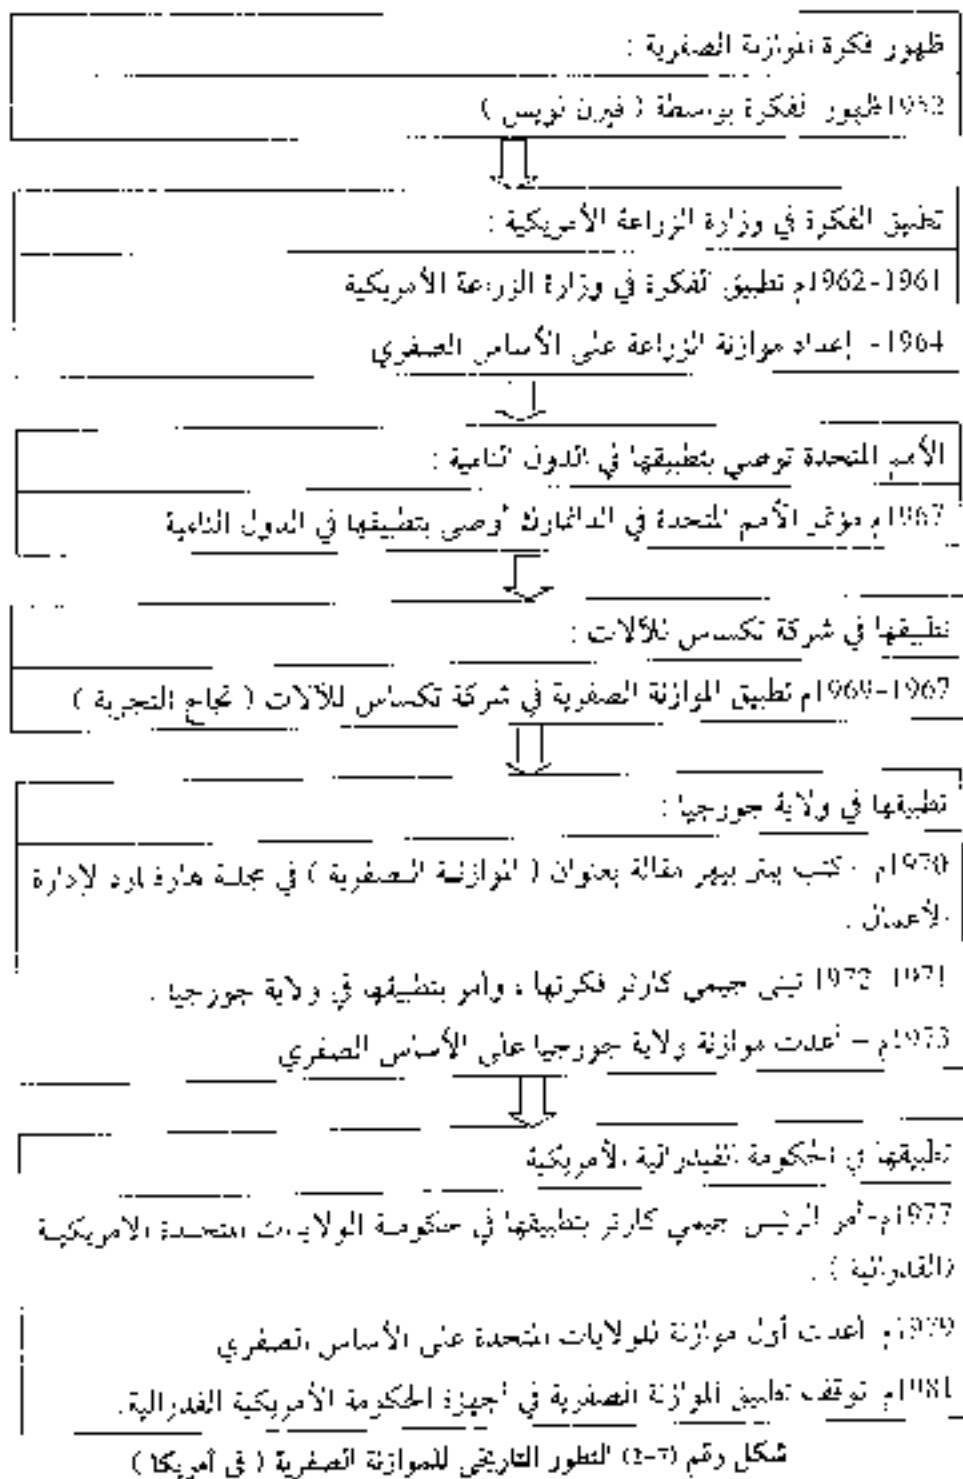 ظهور فكرة الموازنة الصفرية :
1952 ظهور الفكرة بواسطة ( فيرن لويس )
تطبيق الفكرة في وزارة الزراعة الأمريكية :
1961-1962م تطبيق الفكرة في وزارة الزراعة الأمريكية
1964- إعداد موازنة الزراعة على الأساس الصفري
الأمم المتحدة توصي بتطبيقها في الدول النامية :
1967م مؤتمر الأمم المتحدة في الدانمارك أوصى بتطبيقها في الدول النامية
تطبيقها في شركة تكساس للآلات :
1967-1969م تطبيق الموازنة الصفرية في شركة تكساس للآلات ( نجاح التجربة )
تطبيقها في ولاية جورجيا :
1970م - كتب بيتر بيهر مقالة بعنوان ( الموازنة الصفرية ) في مجلة هارفارد لإدارة
الأعمال .
1971-1972 تبنى جيمي كارتر فكرتها ، وأمر بتطبيقها في ولاية جورجيا .
1973م – أعدت موازنة ولاية جورجيا على الأساس الصفري
تطبيقها في الحكومة الفيدرالية الأمريكية
1977م- أمر الرئيس جيمي كارتر بتطبيقها في حكومة الولايات المتحدة الأمريكية
(الفدرالية ) .
1979م أعدت أول موازنة للولايات المتحدة على الأساس الصفري
1981م توقف تطبيق الموازنة الصفرية في أجهزة الحكومة الأمريكية الفدرالية.
شكل رقم (7-2) التطور التاريخي للموازنة الصفرية ( في أمريكا )